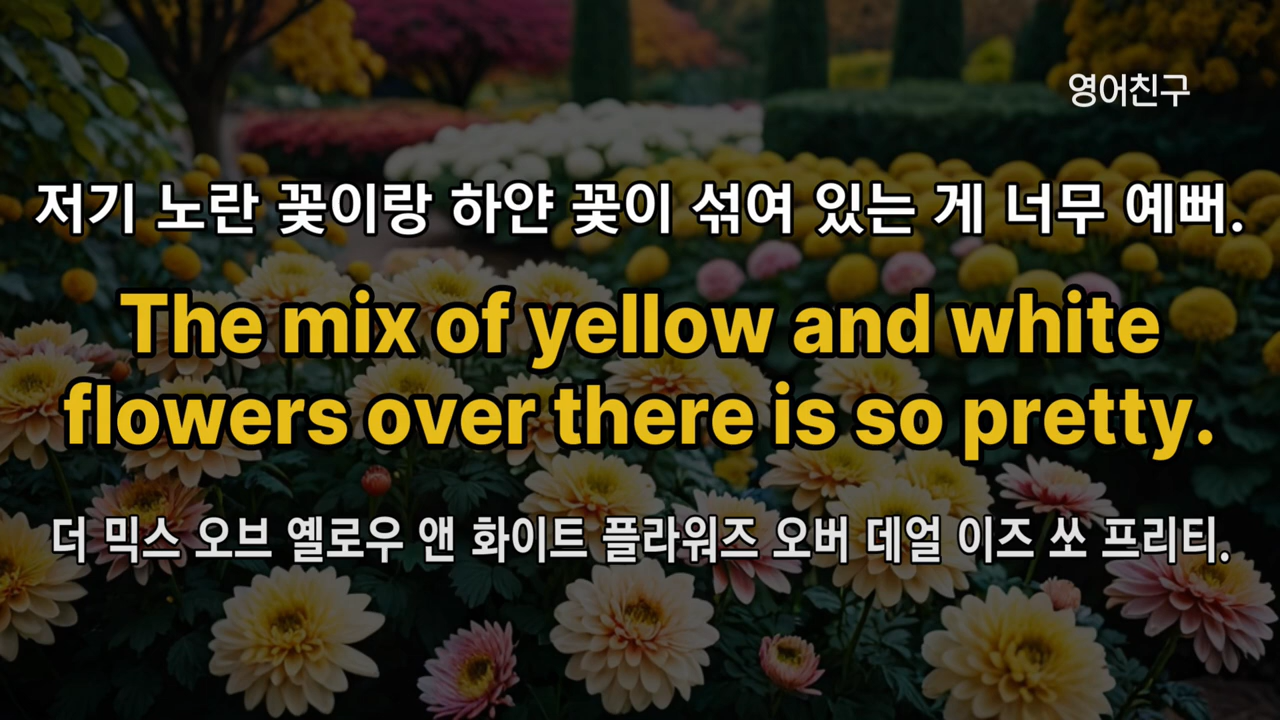 영어친구
저기 노란 꽃이랑 하얀 꽃이 섞여 있는 게 너무 예뻐.
The mix of yellow and white
flowers over there is so pretty.
더 믹스 오브 옐로우 앤 화이트 플라워즈 오버 데얼 이즈 쏘 프리티.